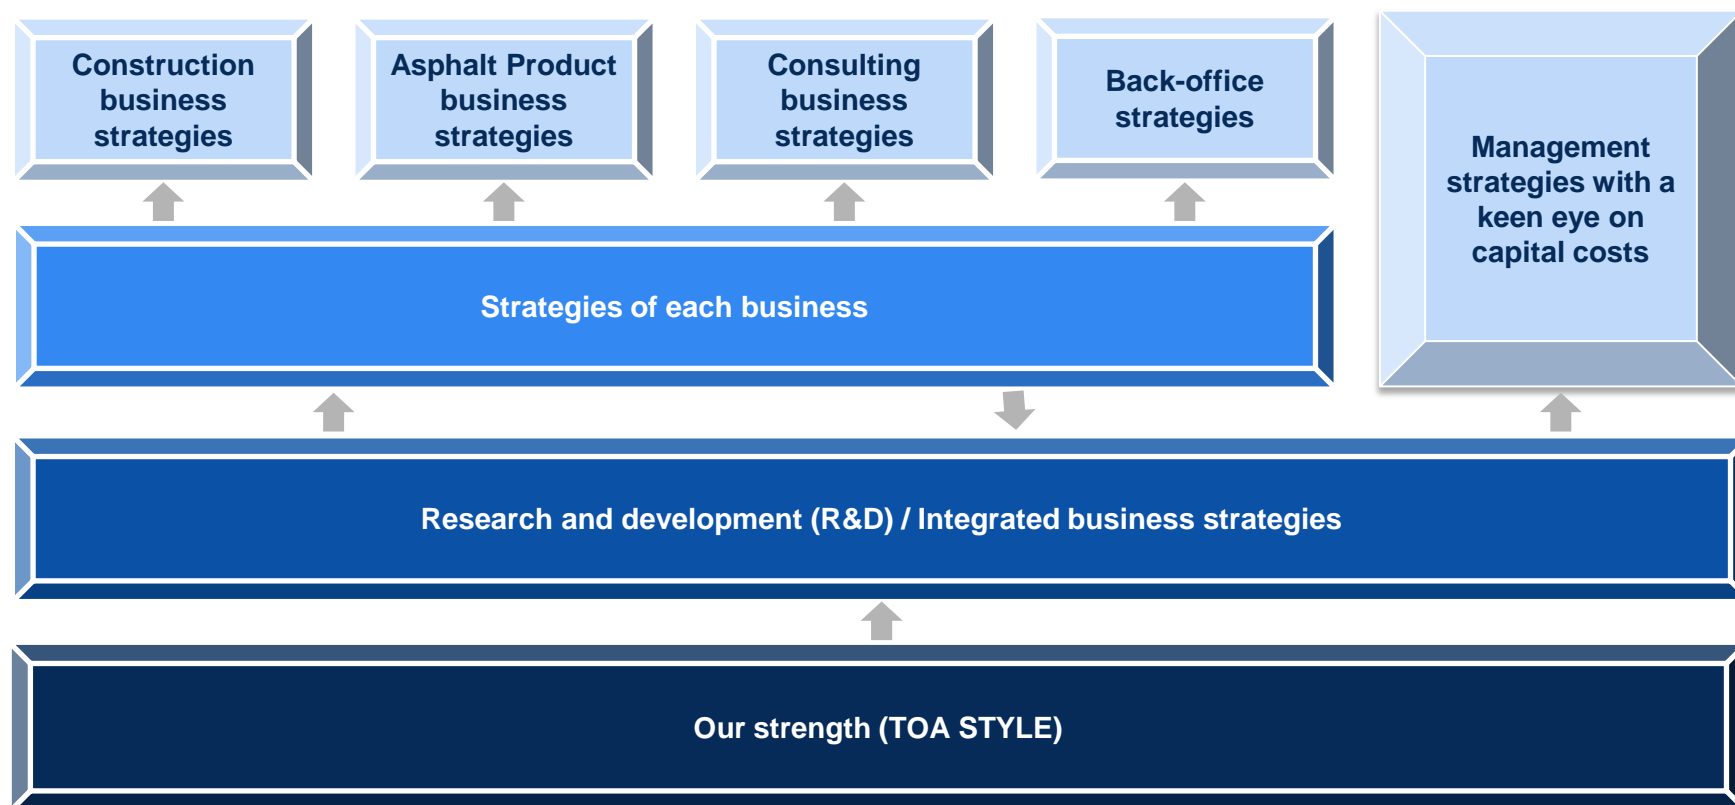 Construction
business
strategies
Asphalt Product
business
strategies
Consulting
business
strategies
Back-office
strategies
Management
strategies with a
keen eye on
capital costs
Strategies of each business
Research and development (R&D) / Integrated business strategies
Our strength (TOA STYLE)